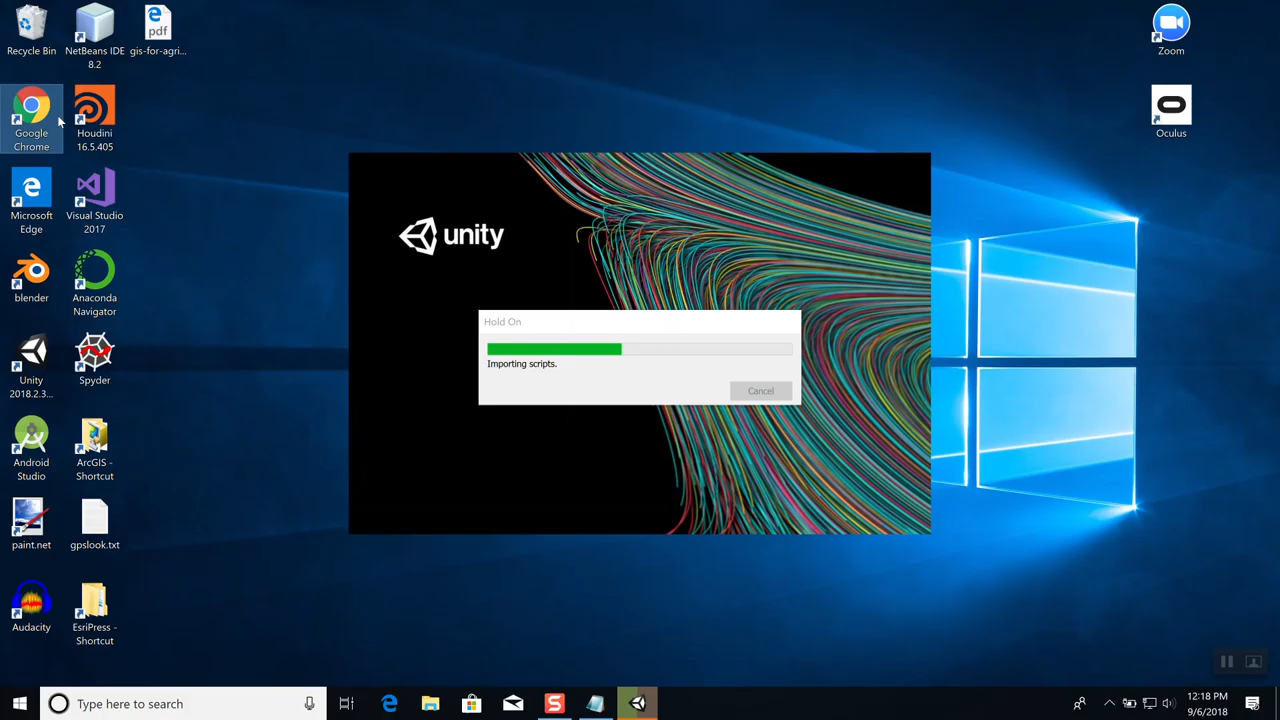 Recycle Bin
NetBeans IDE
8.2
pdf
gis-for-agri...
Zoom
Google
Chrome
Houdini
16.5.405
Oculus
Microsoft
Edge
Visual Studio
2017
unity
blender
Anaconda
Navigator
Hold On
Importing scripts.
Cancel
Unity
2018.2.3...
Spyder
Android
Studio
ArcGIS -
Shortcut
paint.net
gpslook.txt
Audacity
EsriPress -
Shortcut
Type here to search
12:18 PM
9/6/2018